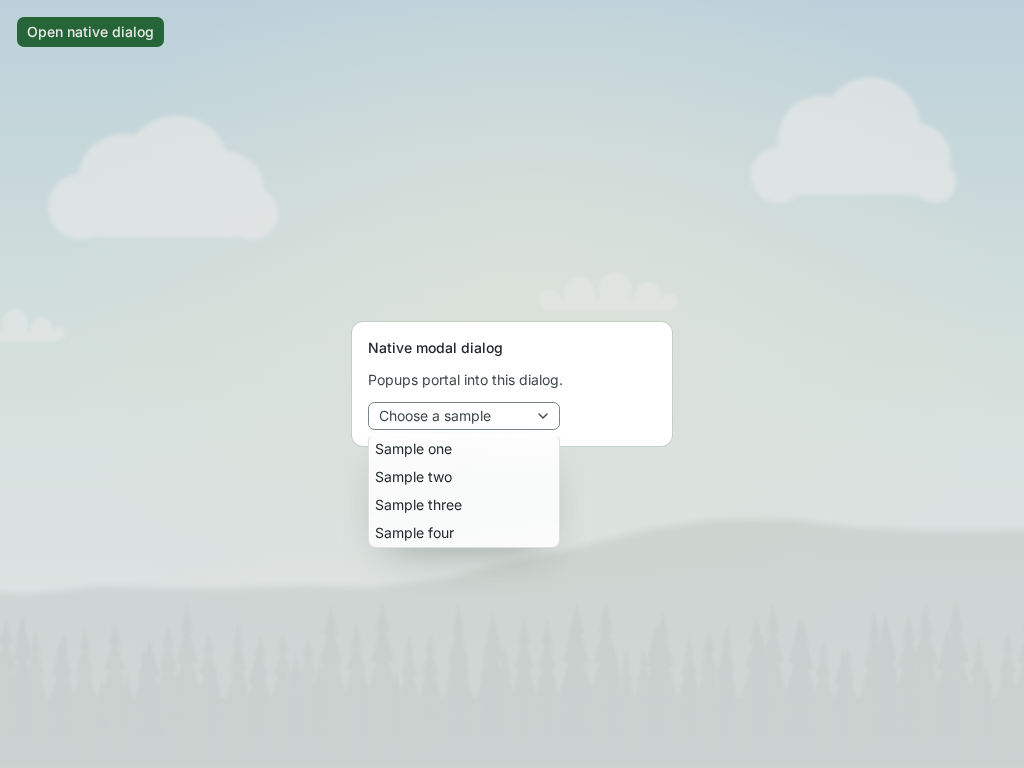 Open native dialog
Native modal dialog
Popups portal into this dialog.
Choose a sample
Sample one
Sample two
Sample three
Sample four